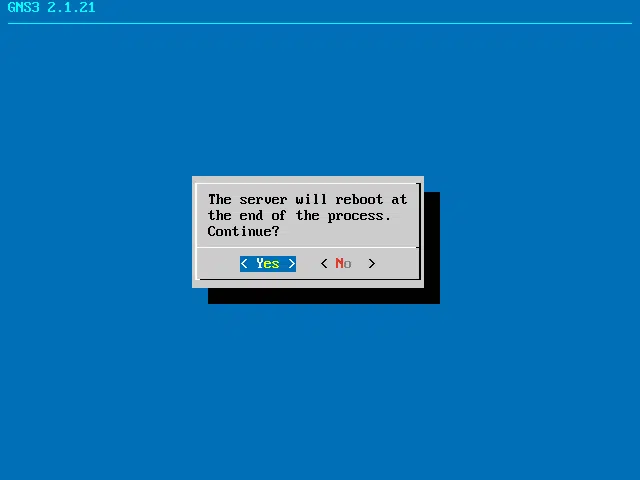 GNS3 2.1.21
The server will reboot at
the end of the process.
Continue?
< Yes > < No >